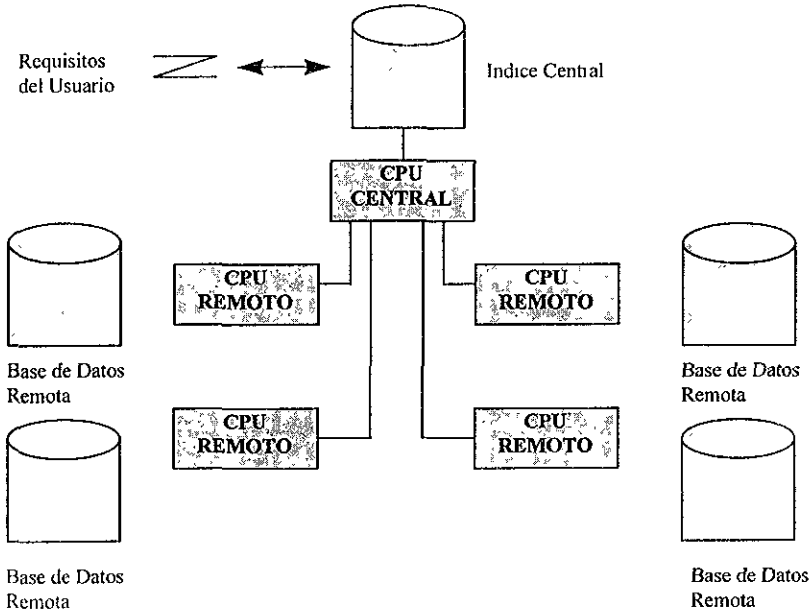 Requisitos
del Usuario
Indice Central
CPU
CENTRAL
CPU
REMOTO
CPU
REMOTO
Base de Datos
Remota
Base de Datos
Remota
CPU
REMOTO
CPU
REMOTO
Base de Datos
Remota
Base de Datos
Remota